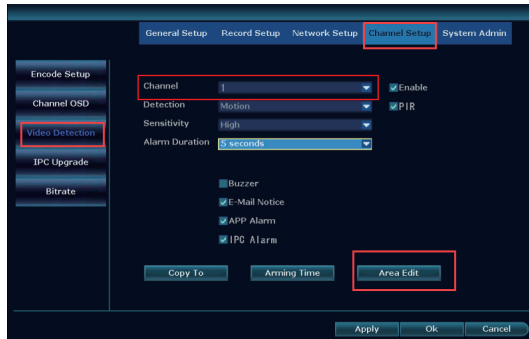 General Setup Record Setup Network Setup Channel Setup System Admin
Encode Setup
Channel OSD
Video Detection
IPC Upgrade
Bitrate
Channel 1 Enable
Detection Motion PIR
Sensitivity High
Alarm Duration 5 seconds
Buzzer
E-Mail Notice
APP Alarm
IPC Alarm
Copy To Arming Time Area Edit
Apply Ok Cancel